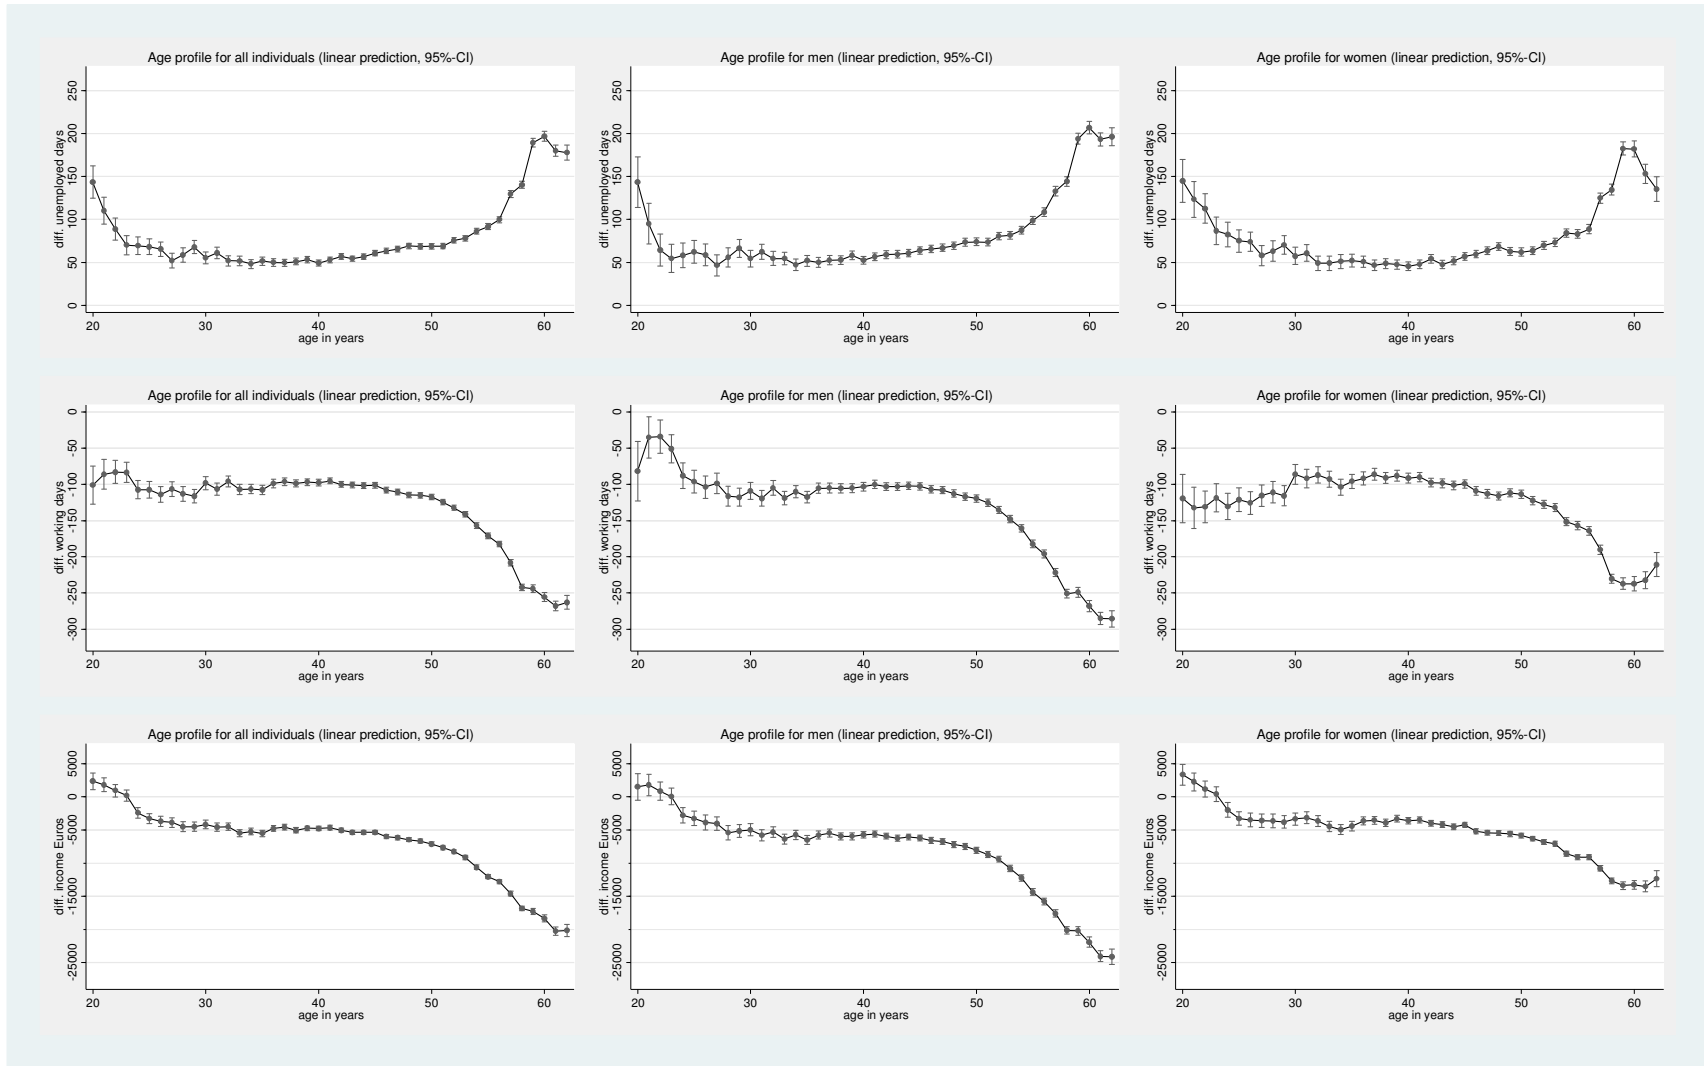 Age profile for all individuals (linear prediction, 95%-CI)
diff. unemployed days
250
200
150
100
50
0
20 30 40 50 60
age in years
Age profile for men (linear prediction, 95%-CI)
diff. unemployed days
250
200
150
100
50
0
20 30 40 50 60
age in years
Age profile for women (linear prediction, 95%-CI)
diff. unemployed days
250
200
150
100
50
0
20 30 40 50 60
age in years
Age profile for all individuals (linear prediction, 95%-CI)
diff. working days
0
-50
-100
-150
-200
-250
-300
20 30 40 50 60
age in years
Age profile for men (linear prediction, 95%-CI)
diff. working days
0
-50
-100
-150
-200
-250
-300
20 30 40 50 60
age in years
Age profile for women (linear prediction, 95%-CI)
diff. working days
0
-50
-100
-150
-200
-250
-300
20 30 40 50 60
age in years
Age profile for all individuals (linear prediction, 95%-CI)
diff. income Euros
5000
0
-5000
-15000
-25000
20 30 40 50 60
age in years
Age profile for men (linear prediction, 95%-CI)
diff. income Euros
5000
0
-5000
-15000
-25000
20 30 40 50 60
age in years
Age profile for women (linear prediction, 95%-CI)
diff. income Euros
5000
0
-5000
-15000
-25000
20 30 40 50 60
age in years